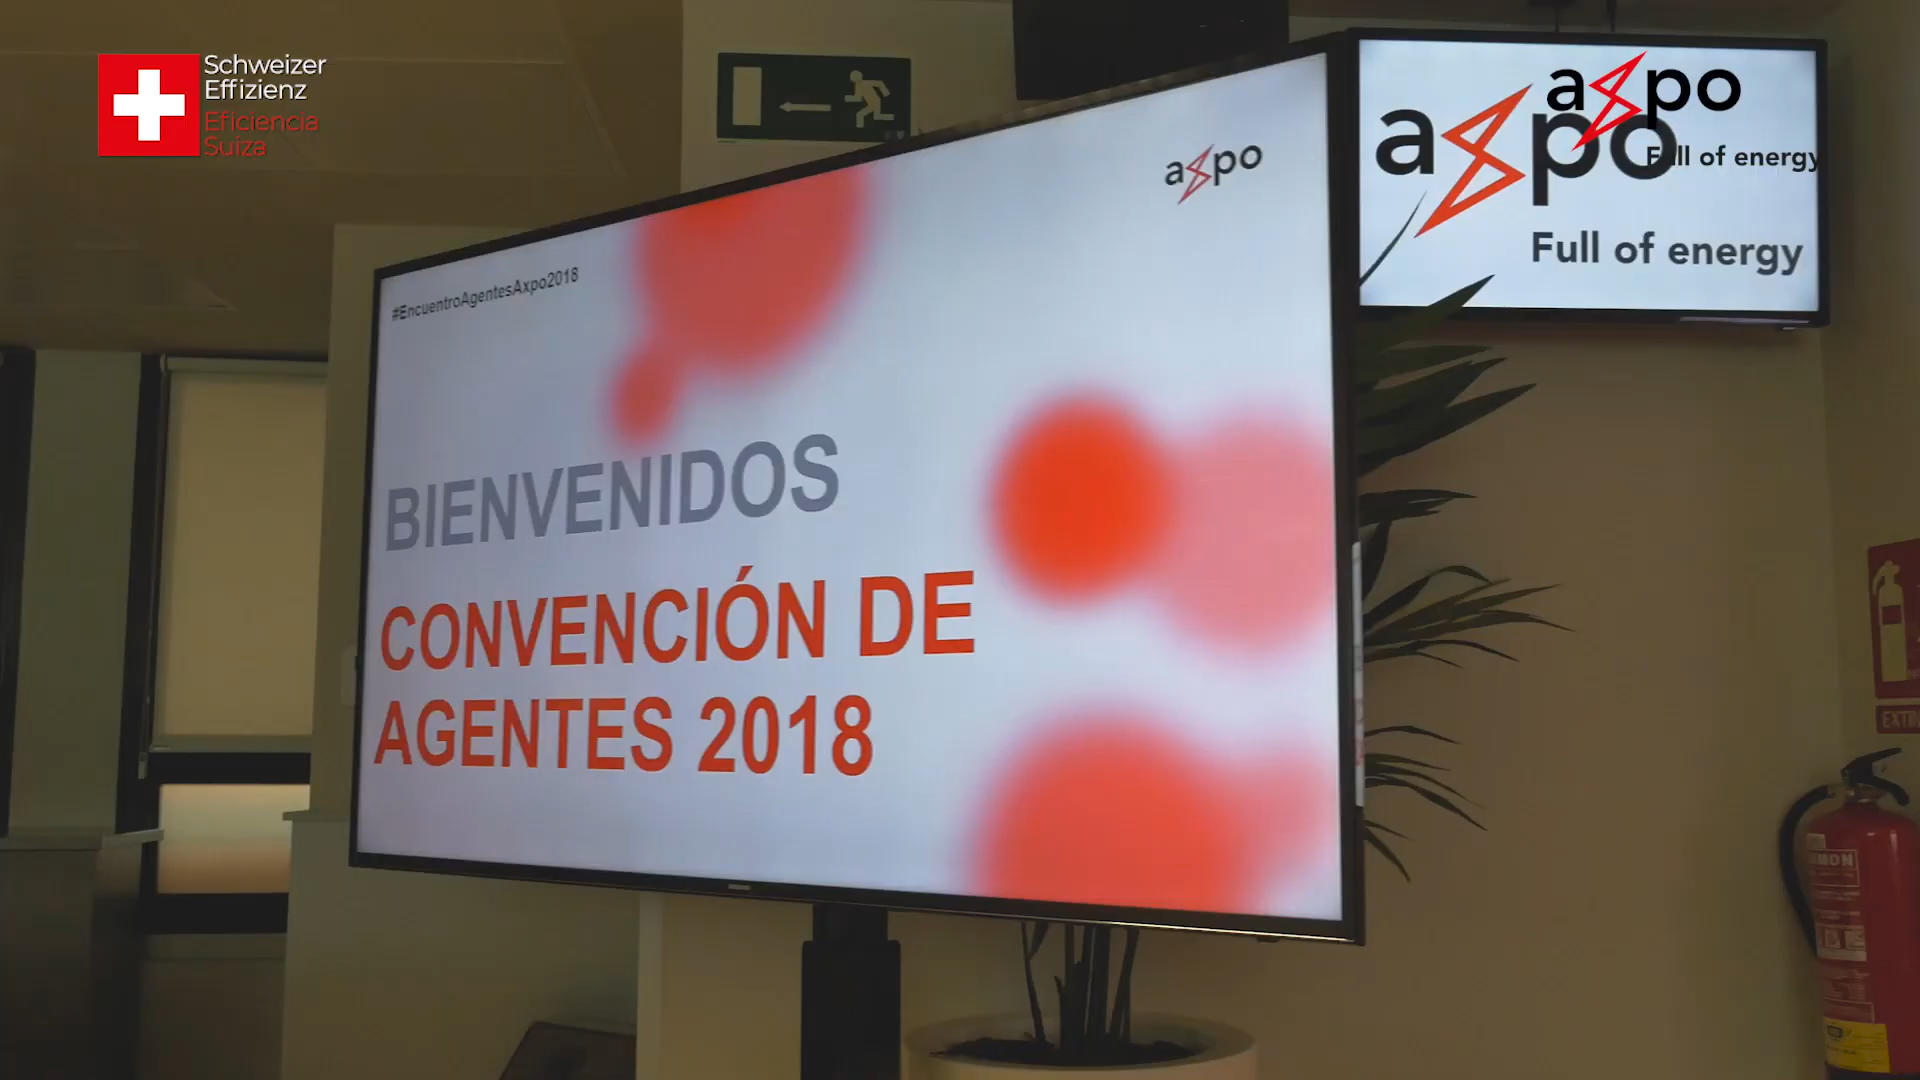 Schweizer
Effizienz
Eficiencia
Suiza
axpo
Full of energy
axpo
Full of energy
axpo
#EncuentroAgentesAxpo2018
BIENVENIDOS
CONVENCIÓN DE
AGENTES 2018
EXTIN